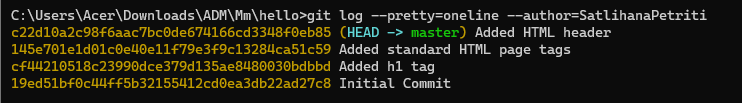 C:\Users\Acer\Downloads\ADM\Mm\hello>git log --pretty=oneline --author=SatlihanaPetriti
c22d10a2c98f6aac7bc0de674166cd3348f0eb85 (HEAD -> master) Added HTML header
145e701e1d01c0e40e11f79e3f9c13284ca51c59 Added standard HTML page tags
cf44210518c23990dce379d135ae8480030bdbbd Added h1 tag
19ed51bf0c44ff5b32155412cd0ea3db22ad27c8 Initial Commit